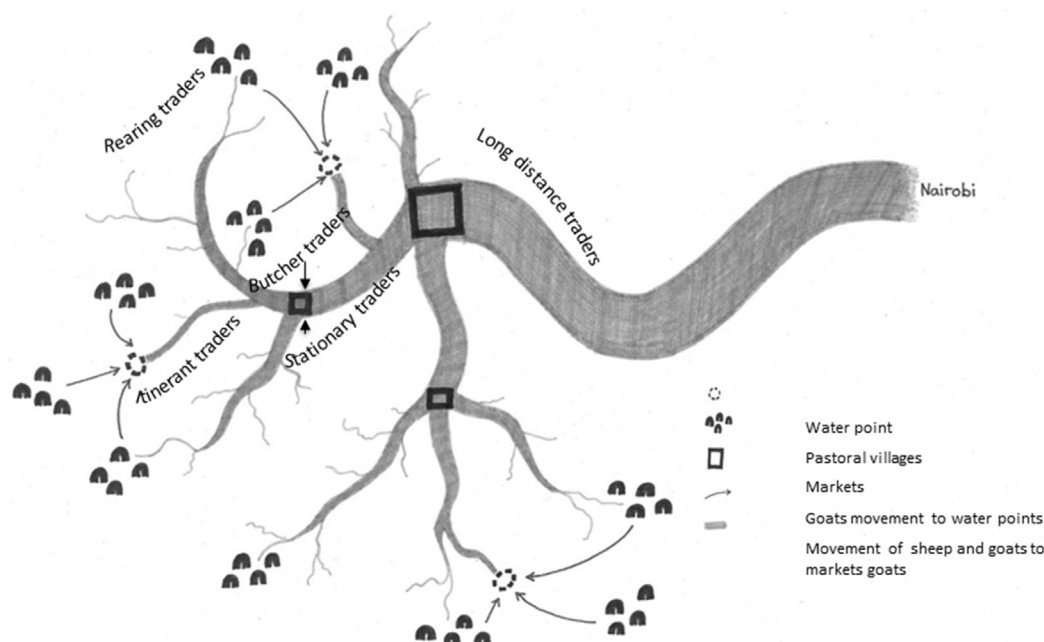 Rearing traders
Long distance traders
Nairobi
Butcher traders
Stationary traders
Itinerant traders
Water point
Pastoral villages
Markets
Goats movement to water points
Movement of sheep and goats to
markets goats